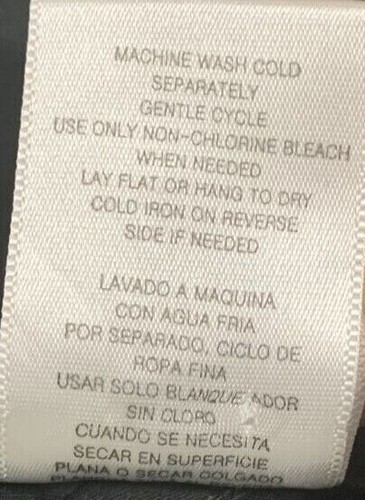 MACHINE WASH COLD
SEPARATELY
GENTLE CYCLE
USE ONLY NON-CHLORINE BLEACH
WHEN NEEDED
LAY FLAT OR HANG TO DRY
COLD IRON ON REVERSE
SIDE IF NEEDED
LAVADO A MAQUINA
CON AGUA FRIA
POR SEPARADO, CICLO DE
ROPA FINA
USAR SOLO BLANQUEADOR
SIN CLORO
CUANDO SE NECESITA
SECAR EN SUPERFICIE
PLANA O SECAR COLGADO